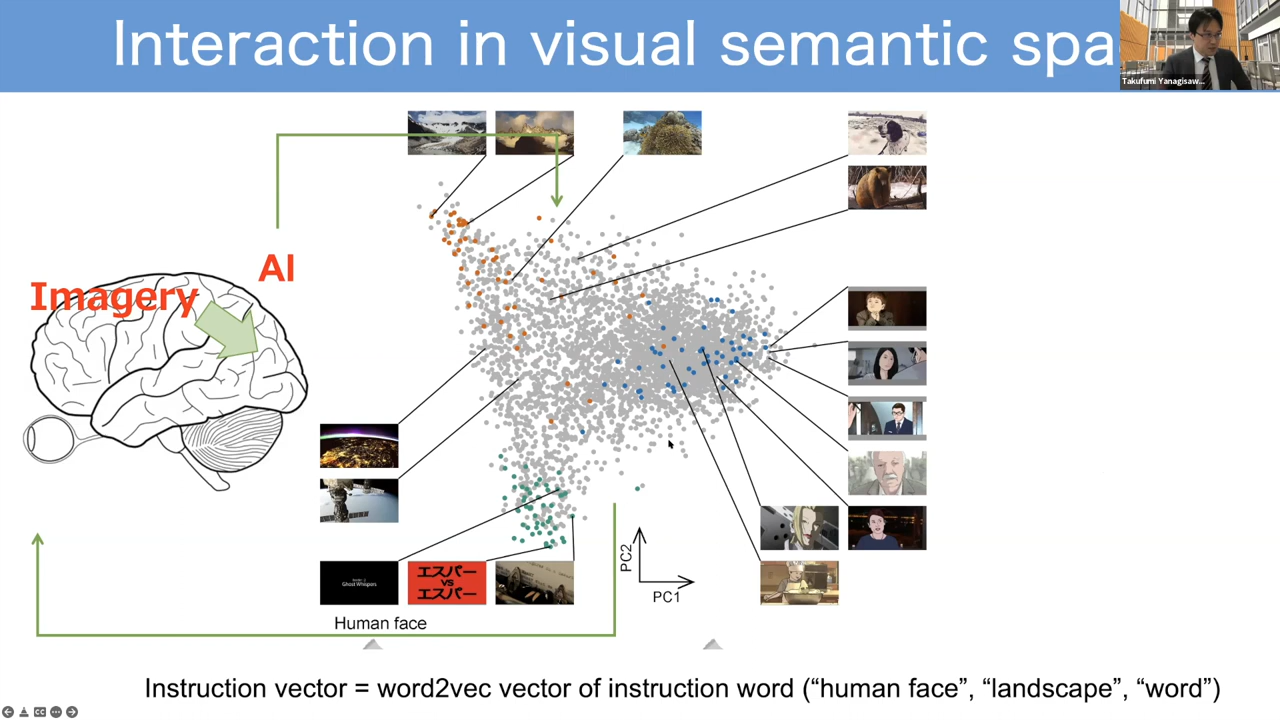 Interaction in visual semantic spa
Takufumi Yanagisaw...
AI
Imagery
Ghost Whispers
エスパー
vs
エスパー
PC2
PC1
Human face
Instruction vector = word2vec vector of instruction word (“human face”, “landscape”, “word”)